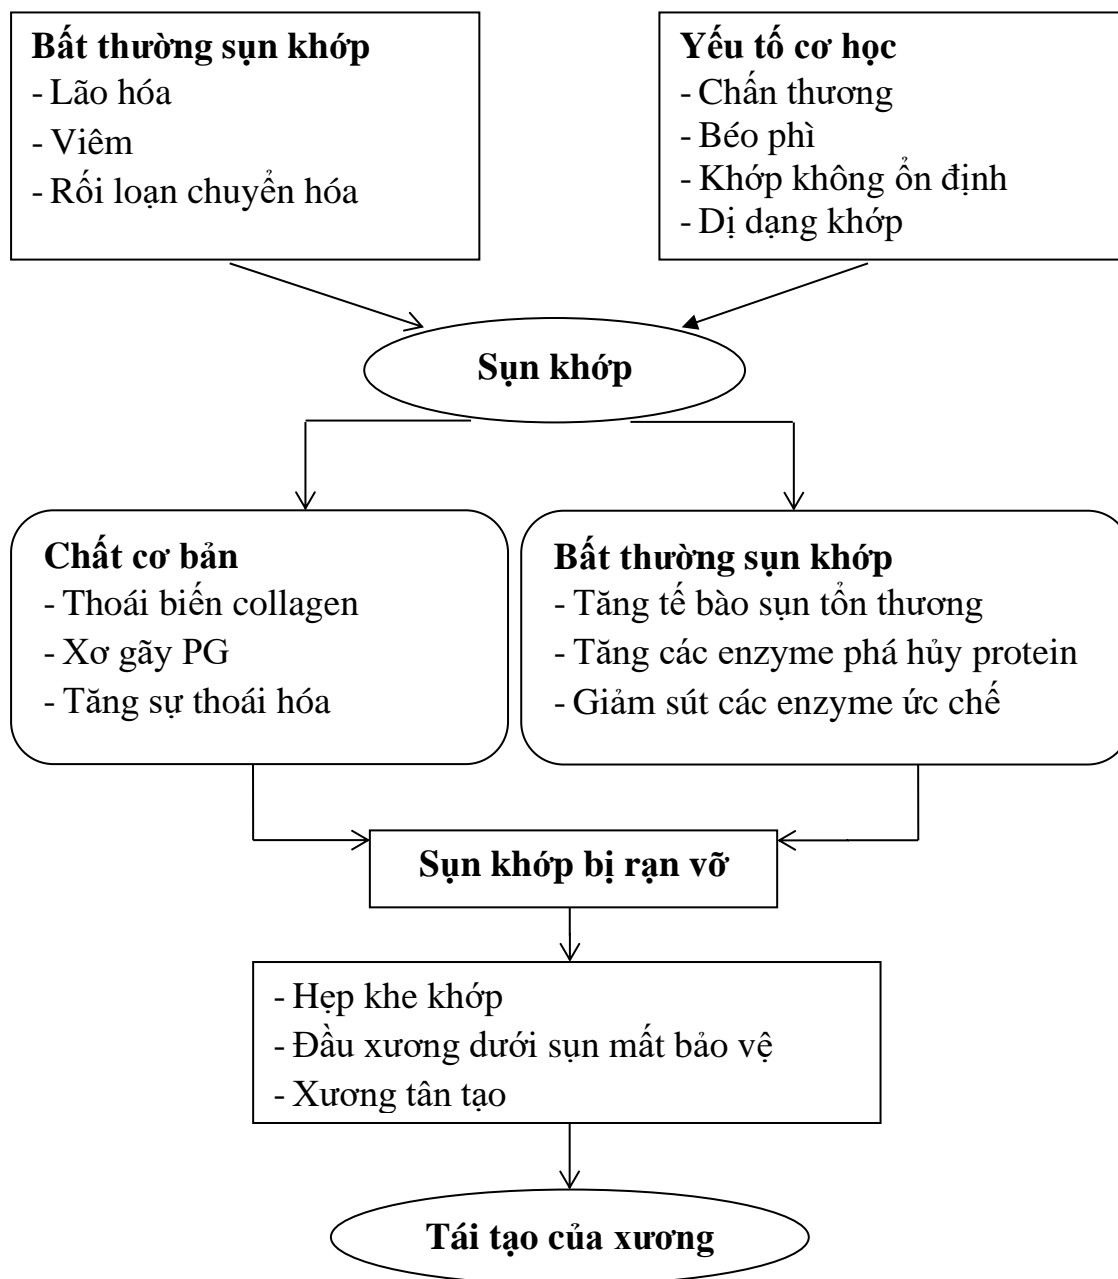 Bất thường sụn khớp
- Lão hóa
- Viêm
- Rối loạn chuyển hóa
Yếu tố cơ học
- Chấn thương
- Béo phì
- Khớp không ổn định
- Dị dạng khớp
Sụn khớp
Chất cơ bản
- Thoái biến collagen
- Xơ gãy PG
- Tăng sự thoái hóa
Bất thường sụn khớp
- Tăng tế bào sụn tổn thương
- Tăng các enzyme phá hủy protein
- Giảm sút các enzyme ức chế
Sụn khớp bị rạn vỡ
- Hẹp khe khớp
- Đầu xương dưới sụn mất bảo vệ
- Xương tân tạo
Tái tạo của xương